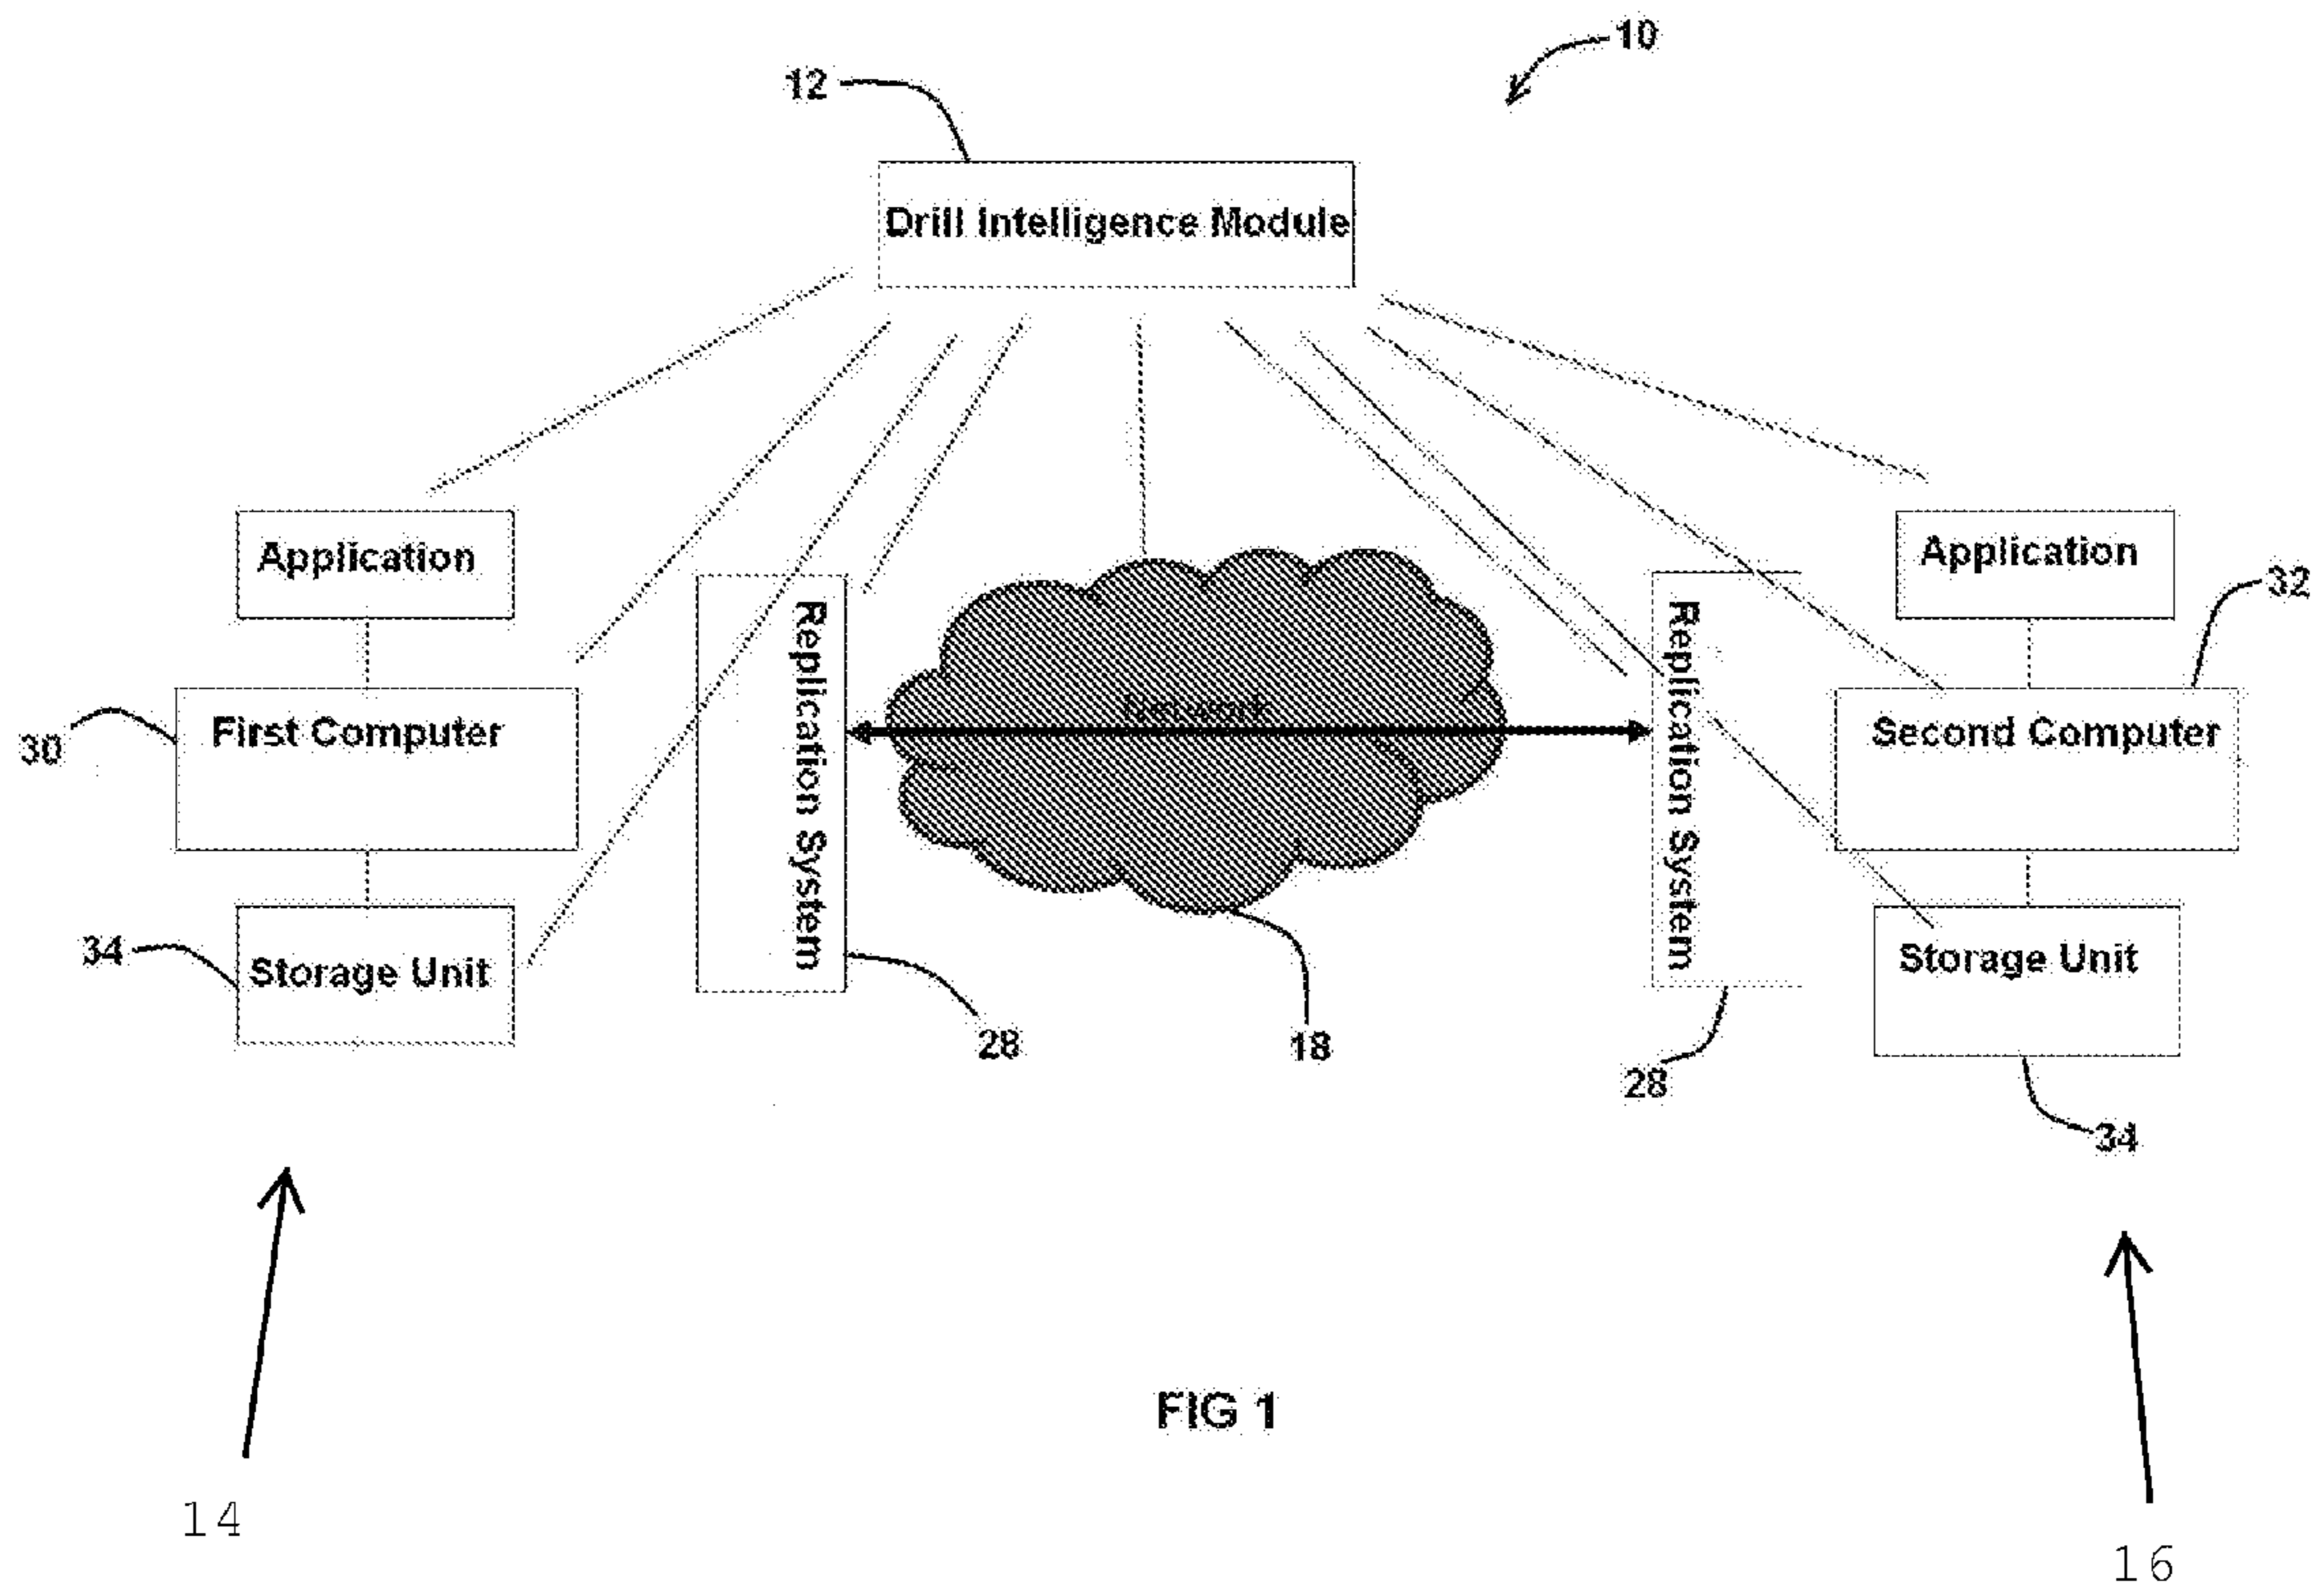 10
12
Drill Intelligence Module
Application
Application
32
Replication System
Replication System
Network
First Computer
Second Computer
30
34
Storage Unit
Storage Unit
28
18
28
34
FIG 1
14
16